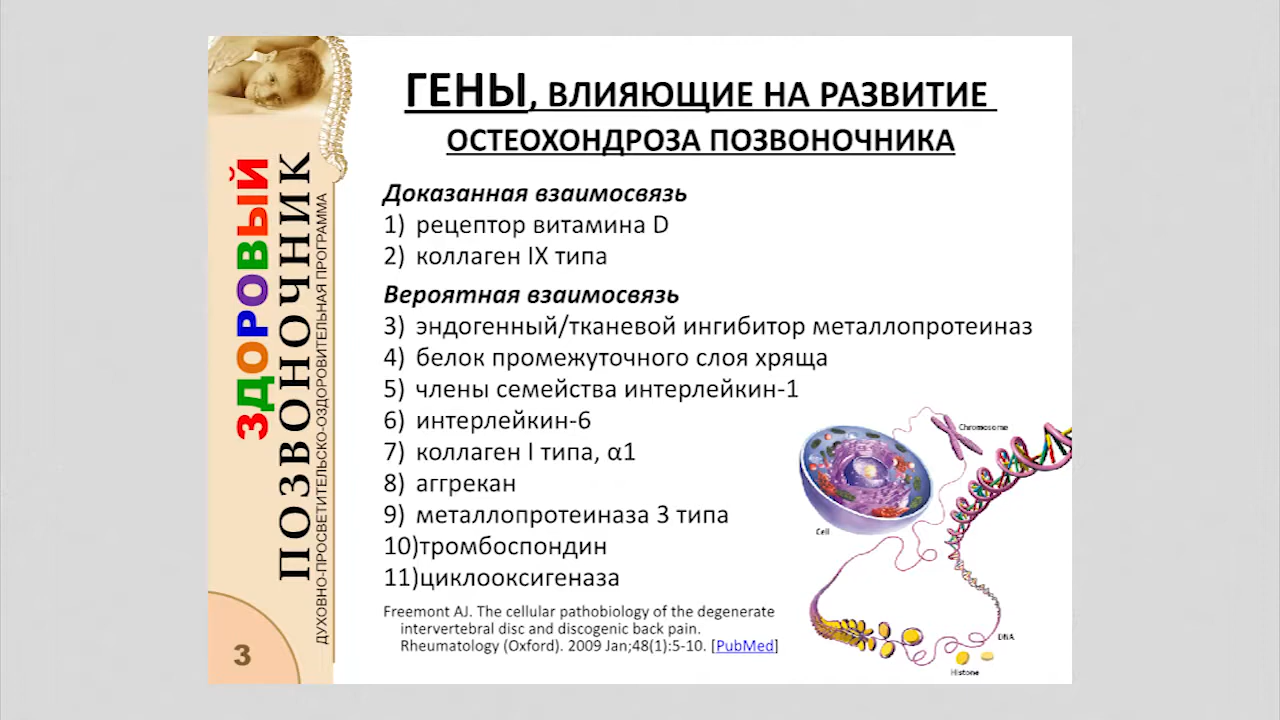 ГЕНЫ, ВЛИЯЮЩИЕ НА РАЗВИТИЕ
ОСТЕОХОНДРОЗА ПОЗВОНОЧНИКА
Доказанная взаимосвязь
1) рецептор витамина D
2) коллаген IX типа
Вероятная взаимосвязь
3) эндогенный/тканевой ингибитор металлопротеиназ
4) белок промежуточного слоя хряща
5) члены семейства интерлейкин-1
6) интерлейкин-6
7) коллаген I типа, α1
8) аггрекан
9) металлопротеиназа 3 типа
10)тромбоспондин
11)циклооксигеназа
Freemont AJ. The cellular pathobiology of the degenerate
intervertebral disc and discogenic back pain.
Rheumatology (Oxford). 2009 Jan;48(1):5-10. [PubMed]
ЗДОРОВЫЙ
ПОЗВОНОЧНИК
ДУХОВНО-ПРОСВЕТИТЕЛЬСКО-ОЗДОРОВИТЕЛЬНАЯ ПРОГРАММА
3
Chromosome
Cell
DNA
Histone